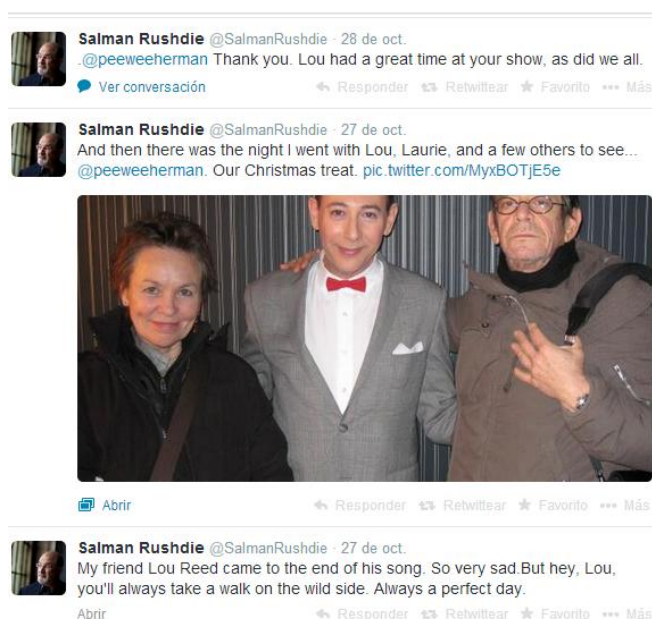 Salman Rushdie @SalmanRushdie · 28 de oct.
.@peeweeherman Thank you. Lou had a great time at your show, as did we all.
Ver conversación Responder Retwittear Favorito Más
Salman Rushdie @SalmanRushdie · 27 de oct.
And then there was the night I went with Lou, Laurie, and a few others to see...
@peeweeherman. Our Christmas treat. pic.twitter.com/MyxBOTjE5e
Abrir Responder Retwittear Favorito Más
Salman Rushdie @SalmanRushdie · 27 de oct.
My friend Lou Reed came to the end of his song. So very sad.But hey, Lou,
you'll always take a walk on the wild side. Always a perfect day.
Abrir Responder Retwittear Favorito Más